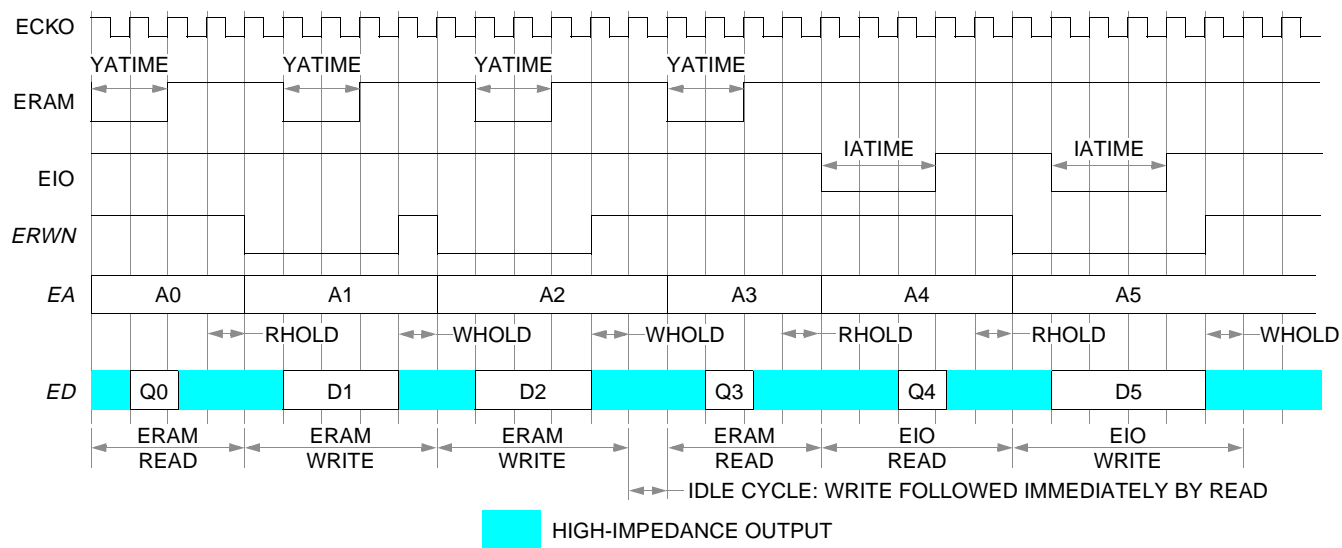 ECKO
YATIME YATIME YATIME YATIME
ERAM
IATIME IATIME
EIO
ERWN
EA A0 A1 A2 A3 A4 A5
RHOLD WHOLD WHOLD RHOLD RHOLD WHOLD
ED Q0 D1 D2 Q3 Q4 D5
ERAM ERAM ERAM ERAM EIO EIO
READ WRITE WRITE READ READ WRITE
IDLE CYCLE: WRITE FOLLOWED IMMEDIATELY BY READ
HIGH-IMPEDANCE OUTPUT